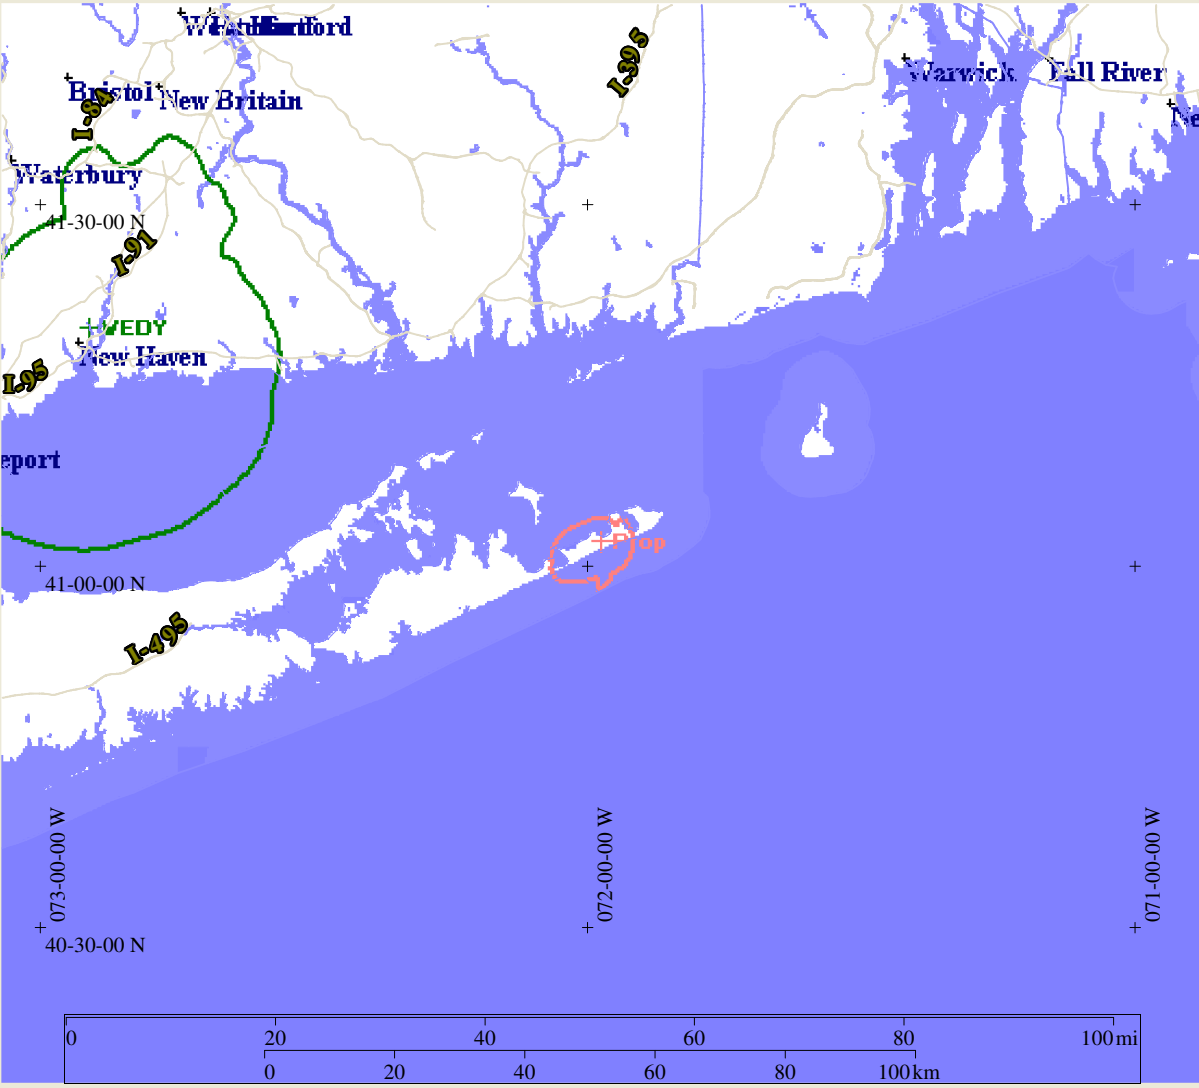 Hartford
I-395
Warwick
Fall River
Bristol
New Britain
I-84
Ne
Waterbury
41-30-00 N
I-91
WEDY
New Haven
I-95
eport
Prop
41-00-00 N
I-495
073-00-00 W
072-00-00 W
071-00-00 W
40-30-00 N
0 20 40 60 80 100 mi
0 20 40 60 80 100 km